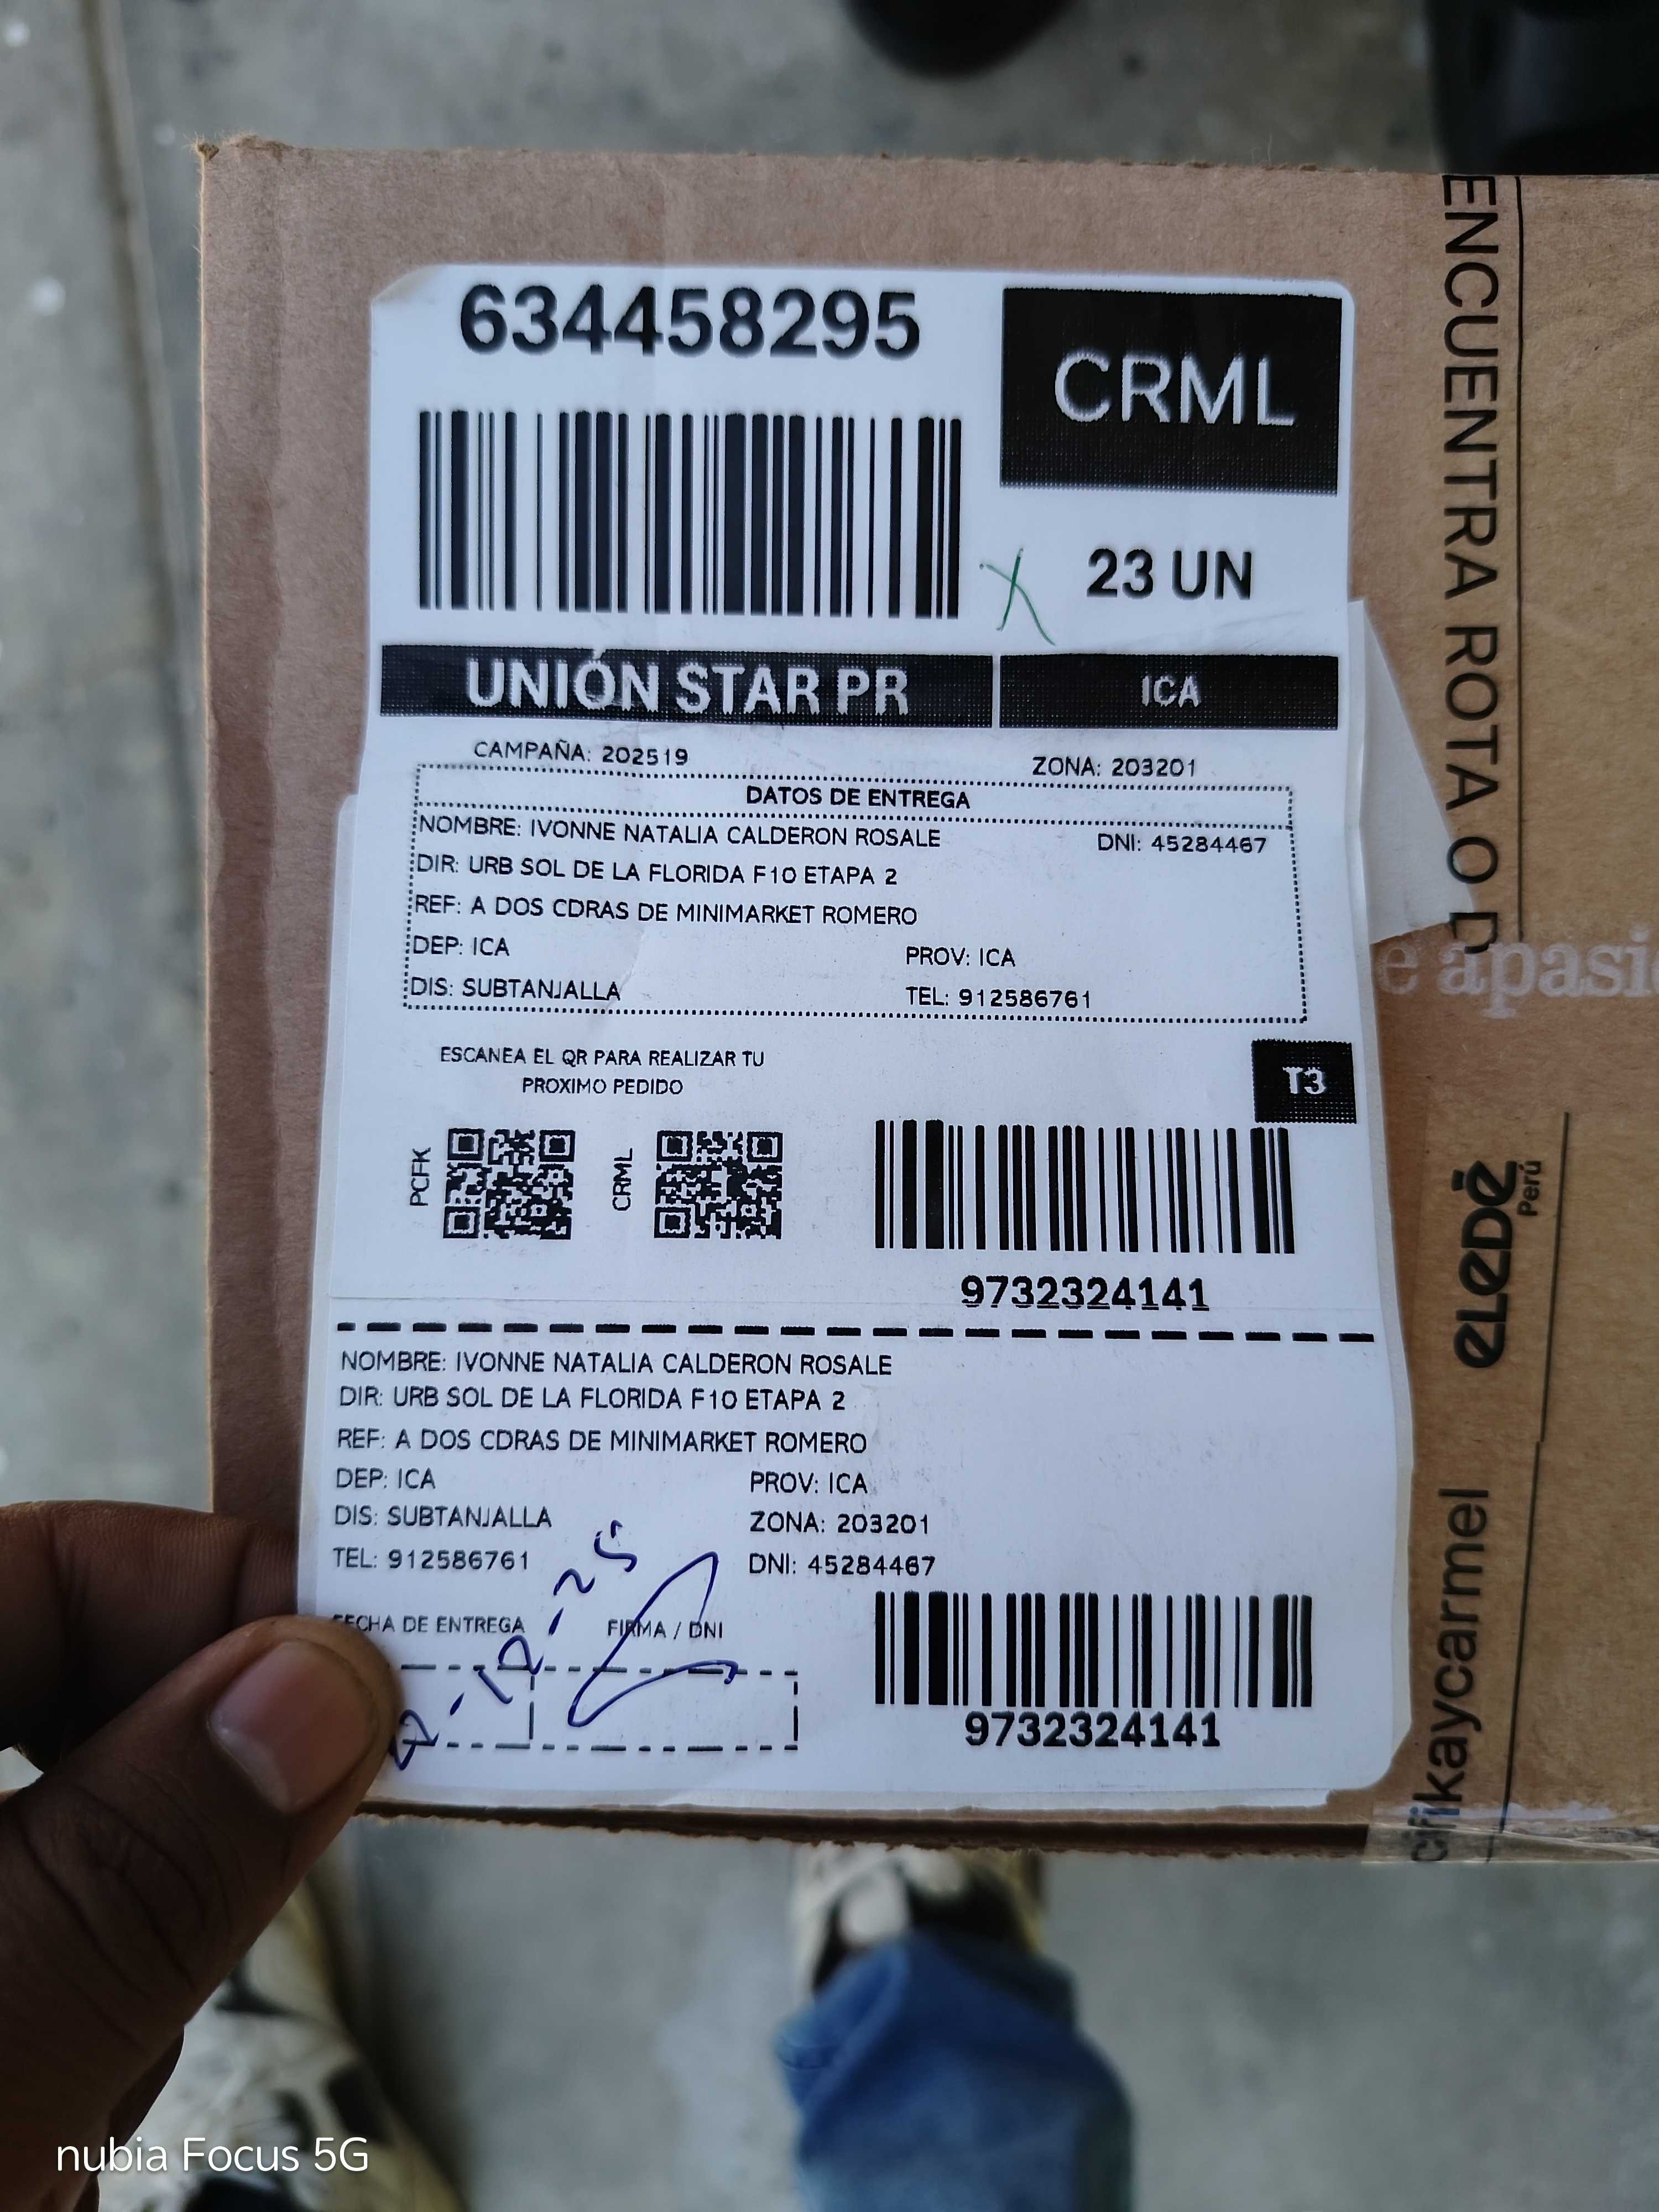 634458295
CRML
23 UN
UNIÓN STAR PR
ICA
CAMPAÑA: 202519
ZONA: 203201
DATOS DE ENTREGA
NOMBRE: IVONNE NATALIA CALDERON ROSALE
DNI: 45284467
DIR: URB SOL DE LA FLORIDA F10 ETAPA 2
REF: A DOS CDRAS DE MINIMARKET ROMERO
DEP: ICA
PROV: ICA
DIS: SUBTANJALLA
TEL: 912586761
ESCANEA EL QR PARA REALIZAR TU
PROXIMO PEDIDO
T3
PCFK
CRML
9732324141
NOMBRE: IVONNE NATALIA CALDERON ROSALE
DIR: URB SOL DE LA FLORIDA F10 ETAPA 2
REF: A DOS CDRAS DE MINIMARKET ROMERO
DEP: ICA
PROV: ICA
DIS: SUBTANJALLA
ZONA: 203201
TEL: 912586761
DNI: 45284467
FECHA DE ENTREGA
FIRMA / DNI
9732324141
ENCUENTRA ROTA O D
e apasi
eLeDé
Perú
ikaycarmel
nubia Focus 5G